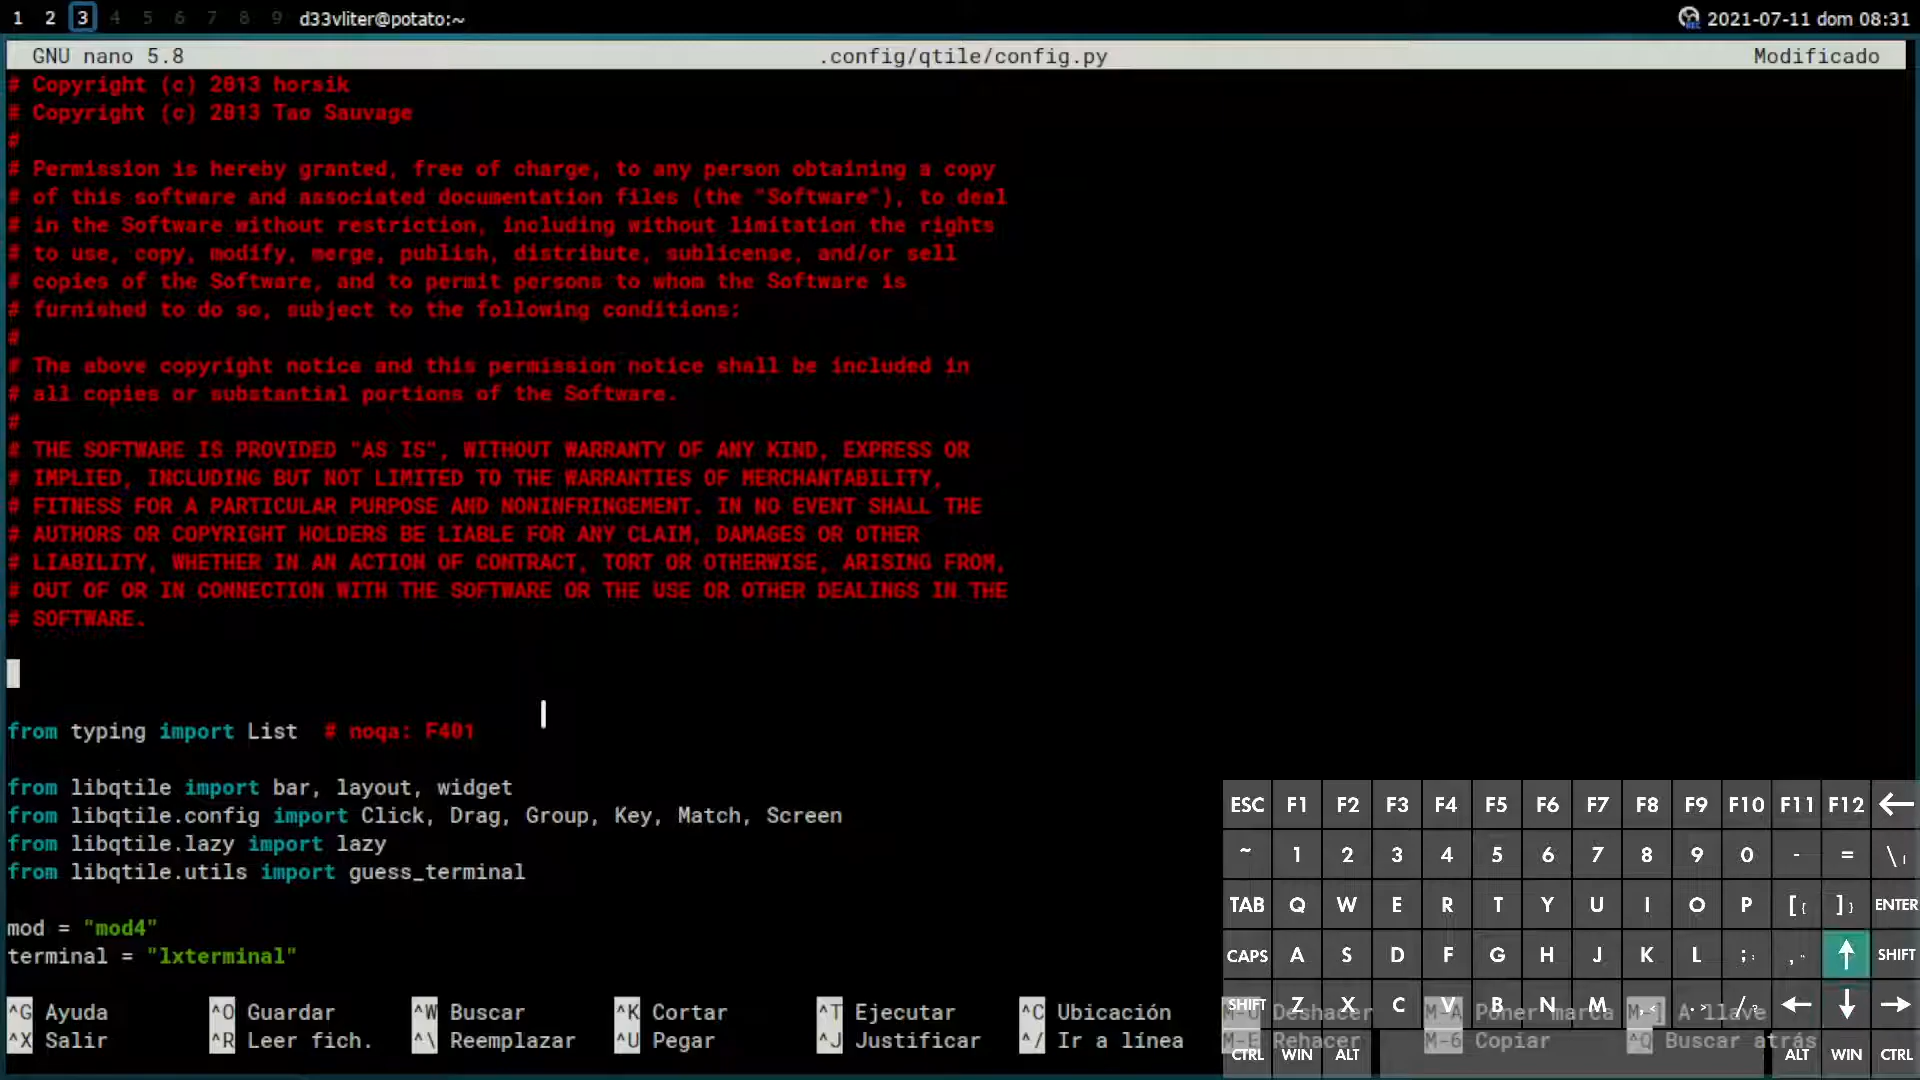 1 2 3 4 5 6 7 8 9 d33vliter@potato:~ 2021-07-11 dom 08:31
GNU nano 5.8 .config/qtile/config.py Modificado
# Copyright (c) 2013 horsik
# Copyright (c) 2013 Tao Sauvage
#
# Permission is hereby granted, free of charge, to any person obtaining a copy
# of this software and associated documentation files (the "Software"), to deal
# in the Software without restriction, including without limitation the rights
# to use, copy, modify, merge, publish, distribute, sublicense, and/or sell
# copies of the Software, and to permit persons to whom the Software is
# furnished to do so, subject to the following conditions:
#
# The above copyright notice and this permission notice shall be included in
# all copies or substantial portions of the Software.
#
# THE SOFTWARE IS PROVIDED "AS IS", WITHOUT WARRANTY OF ANY KIND, EXPRESS OR
# IMPLIED, INCLUDING BUT NOT LIMITED TO THE WARRANTIES OF MERCHANTABILITY,
# FITNESS FOR A PARTICULAR PURPOSE AND NONINFRINGEMENT. IN NO EVENT SHALL THE
# AUTHORS OR COPYRIGHT HOLDERS BE LIABLE FOR ANY CLAIM, DAMAGES OR OTHER
# LIABILITY, WHETHER IN AN ACTION OF CONTRACT, TORT OR OTHERWISE, ARISING FROM,
# OUT OF OR IN CONNECTION WITH THE SOFTWARE OR THE USE OR OTHER DEALINGS IN THE
# SOFTWARE.
from typing import List  # noqa: F401
from libqtile import bar, layout, widget
from libqtile.config import Click, Drag, Group, Key, Match, Screen
from libqtile.lazy import lazy
from libqtile.utils import guess_terminal
mod = "mod4"
terminal = "lxterminal"
^G Ayuda ^O Guardar ^W Buscar ^K Cortar ^T Ejecutar ^C Ubicación M-U Deshacer M-A Poner marca M-] A llave
^X Salir ^R Leer fich. ^\ Reemplazar ^U Pegar ^J Justificar ^/ Ir a línea M-E Rehacer M-6 Copiar ^Q Buscar atrás
ESC F1 F2 F3 F4 F5 F6 F7 F8 F9 F10 F11 F12 ←
~ 1 2 3 4 5 6 7 8 9 0 - = \
TAB Q W E R T Y U I O P [{ ]} ENTER
CAPS A S D F G H J K L ; , ↑ SHIFT
SHIFT Z X C V B N M ,< .> /? ← ↓ →
CTRL WIN ALT ALT WIN CTRL